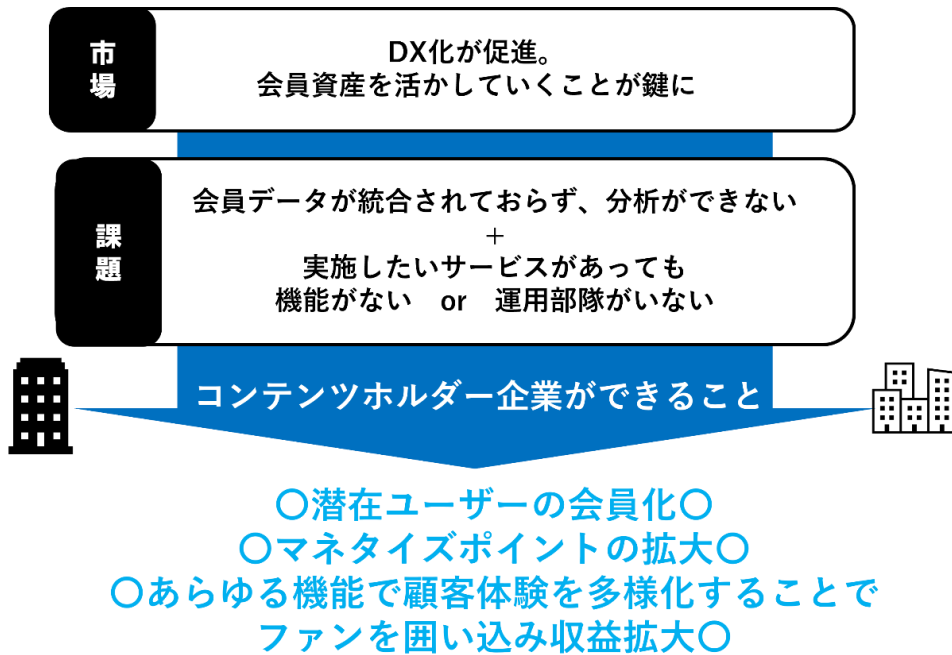 市場
DX化が促進。
会員資産を活かしていくことが鍵に
課題
会員データが統合されておらず、分析ができない
+
実施したいサービスがあっても
機能がない　or　運用部隊がいない
コンテンツホルダー企業ができること
〇潜在ユーザーの会員化〇
〇マネタイズポイントの拡大〇
〇あらゆる機能で顧客体験を多様化することで
ファンを囲い込み収益拡大〇